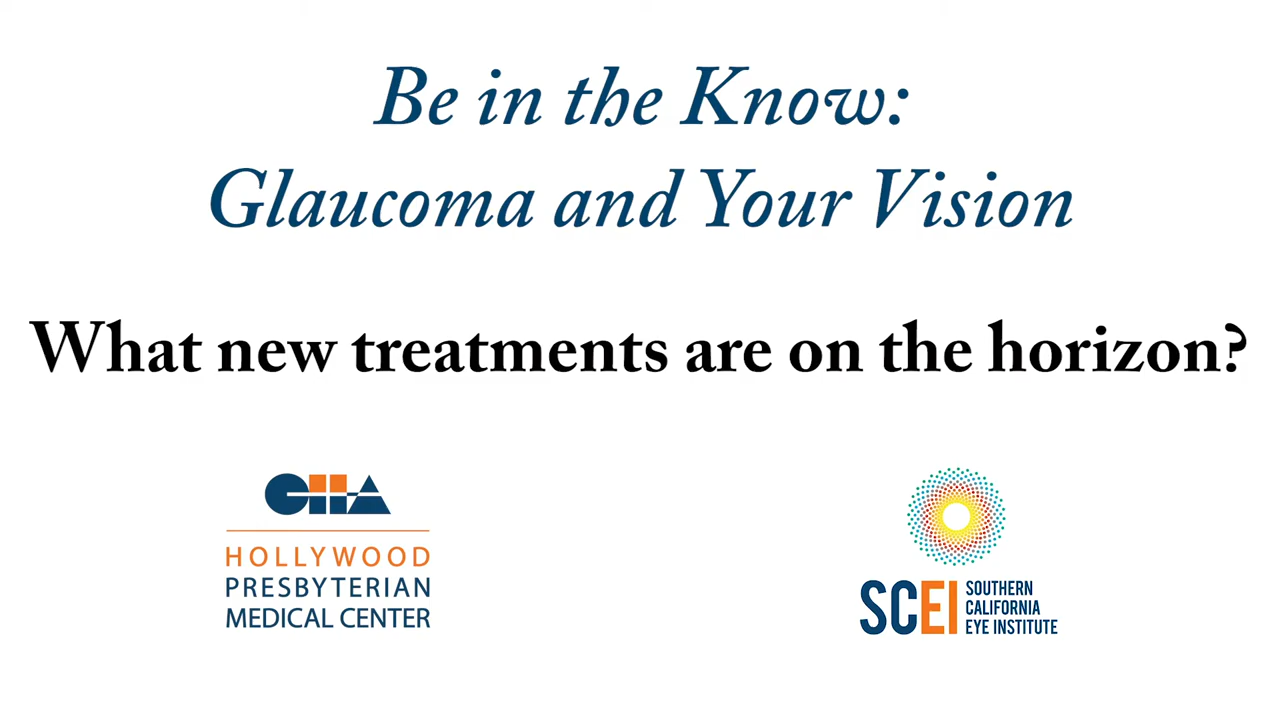 Be in the Know:
Glaucoma and Your Vision
What new treatments are on the horizon?
CHA
HOLLYWOOD
PRESBYTERIAN
MEDICAL CENTER
SCEI
SOUTHERN
CALIFORNIA
EYE INSTITUTE